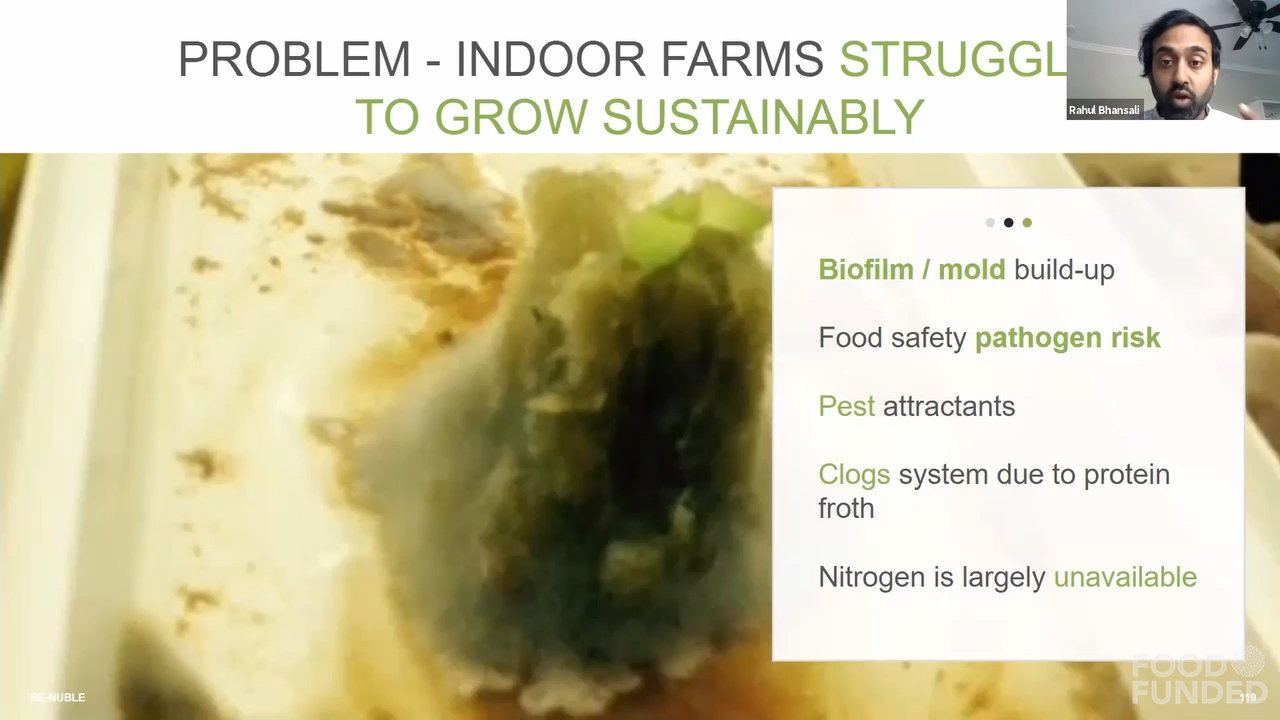 PROBLEM - INDOOR FARMS STRUGGL
TO GROW SUSTAINABLY
Rahul Bhansali
Biofilm / mold build-up
Food safety pathogen risk
Pest attractants
Clogs system due to protein
froth
Nitrogen is largely unavailable
RE-NUBLE
FOOD
FUNDED
119